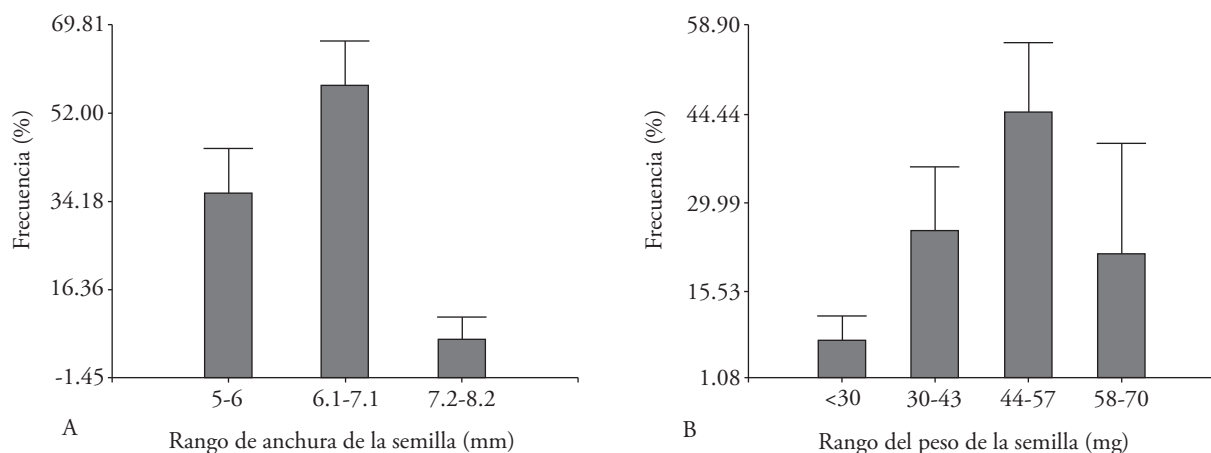 69.81
52.00
34.18
16.36
-1.45
Frecuencia (%)
5-6
6.1-7.1
7.2-8.2
A
Rango de anchura de la semilla (mm)
58.90
44.44
29.99
15.53
1.08
Frecuencia (%)
<30
30-43
44-57
58-70
B
Rango del peso de la semilla (mg)